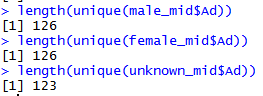 > length(unique(male_mid$Ad))
[1] 126
> length(unique(female_mid$Ad))
[1] 126
> length(unique(unknown_mid$Ad))
[1] 123